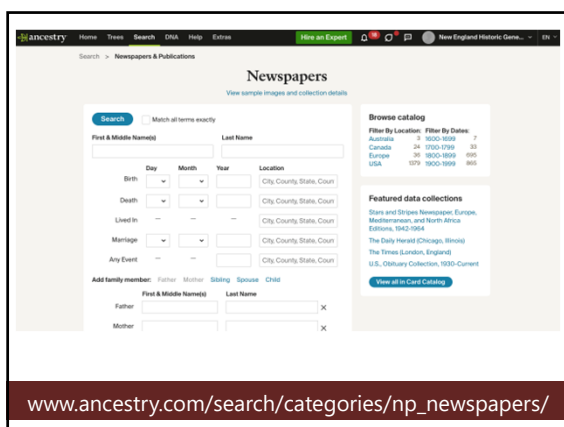 ancestry Home Trees Search DNA Help Extras Hire an Expert 18 New England Historic Gene... EN
Search > Newspapers & Publications
Newspapers
View sample images and collection details
Search Match all terms exactly
First & Middle Name(s) Last Name
Day Month Year Location
Birth City, County, State, Coun
Death City, County, State, Coun
Lived In — — — City, County, State, Coun
Marriage City, County, State, Coun
Any Event — — City, County, State, Coun
Add family member: Father Mother Sibling Spouse Child
First & Middle Name(s) Last Name
Father
Mother
Browse catalog
Filter By Location: Filter By Dates:
Australia 3 1600-1699 7
Canada 24 1700-1799 33
Europe 36 1800-1899 695
USA 1379 1900-1999 865
Featured data collections
Stars and Stripes Newspaper, Europe,
Mediterranean, and North Africa
Editions, 1942-1964
The Daily Herald (Chicago, Illinois)
The Times (London, England)
U.S., Obituary Collection, 1930-Current
View all in Card Catalog
www.ancestry.com/search/categories/np_newspapers/